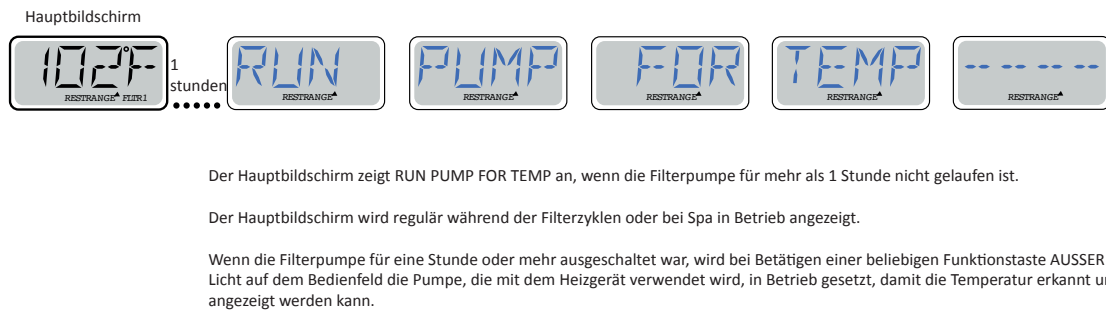 Hauptbildschirm
102°F RUN PUMP FOR TEMP -- -- -- --
1
stunden
RESTRANGE FLTR1 RESTRANGE RESTRANGE RESTRANGE RESTRANGE RESTRANGE
Der Hauptbildschirm zeigt RUN PUMP FOR TEMP an, wenn die Filterpumpe für mehr als 1 Stunde nicht gelaufen ist.
Der Hauptbildschirm wird regulär während der Filterzyklen oder bei Spa in Betrieb angezeigt.
Wenn die Filterpumpe für eine Stunde oder mehr ausgeschaltet war, wird bei Betätigen einer beliebigen Funktionstaste AUSSER
Licht auf dem Bedienfeld die Pumpe, die mit dem Heizgerät verwendet wird, in Betrieb gesetzt, damit die Temperatur erkannt
angezeigt werden kann.